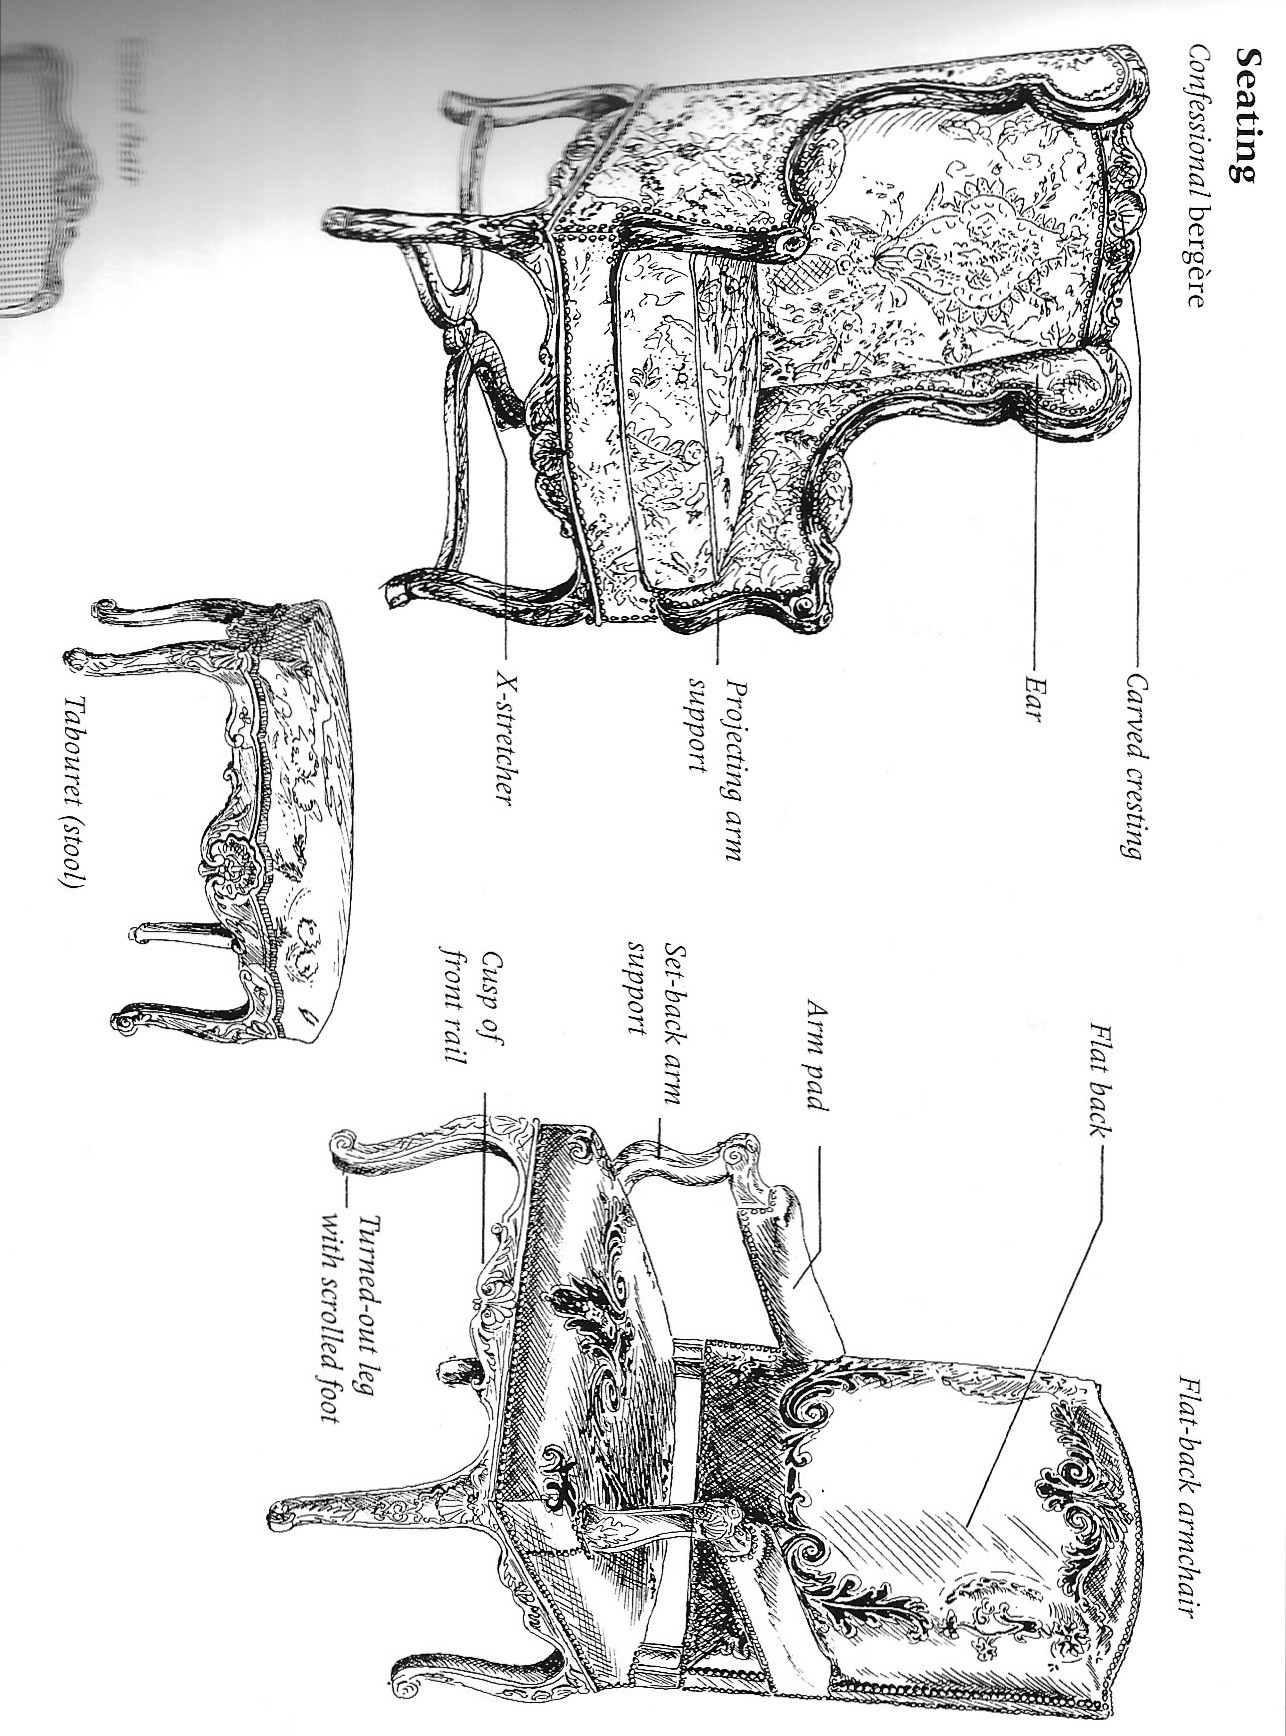 Seating
Confessional bergère
Carved cresting
Ear
Projecting arm
support
X-stretcher
Tabouret (stool)
Flat-back armchair
Flat back
Arm pad
Set-back arm
support
Cusp of
front rail
Turned-out leg
with scrolled foot
chair